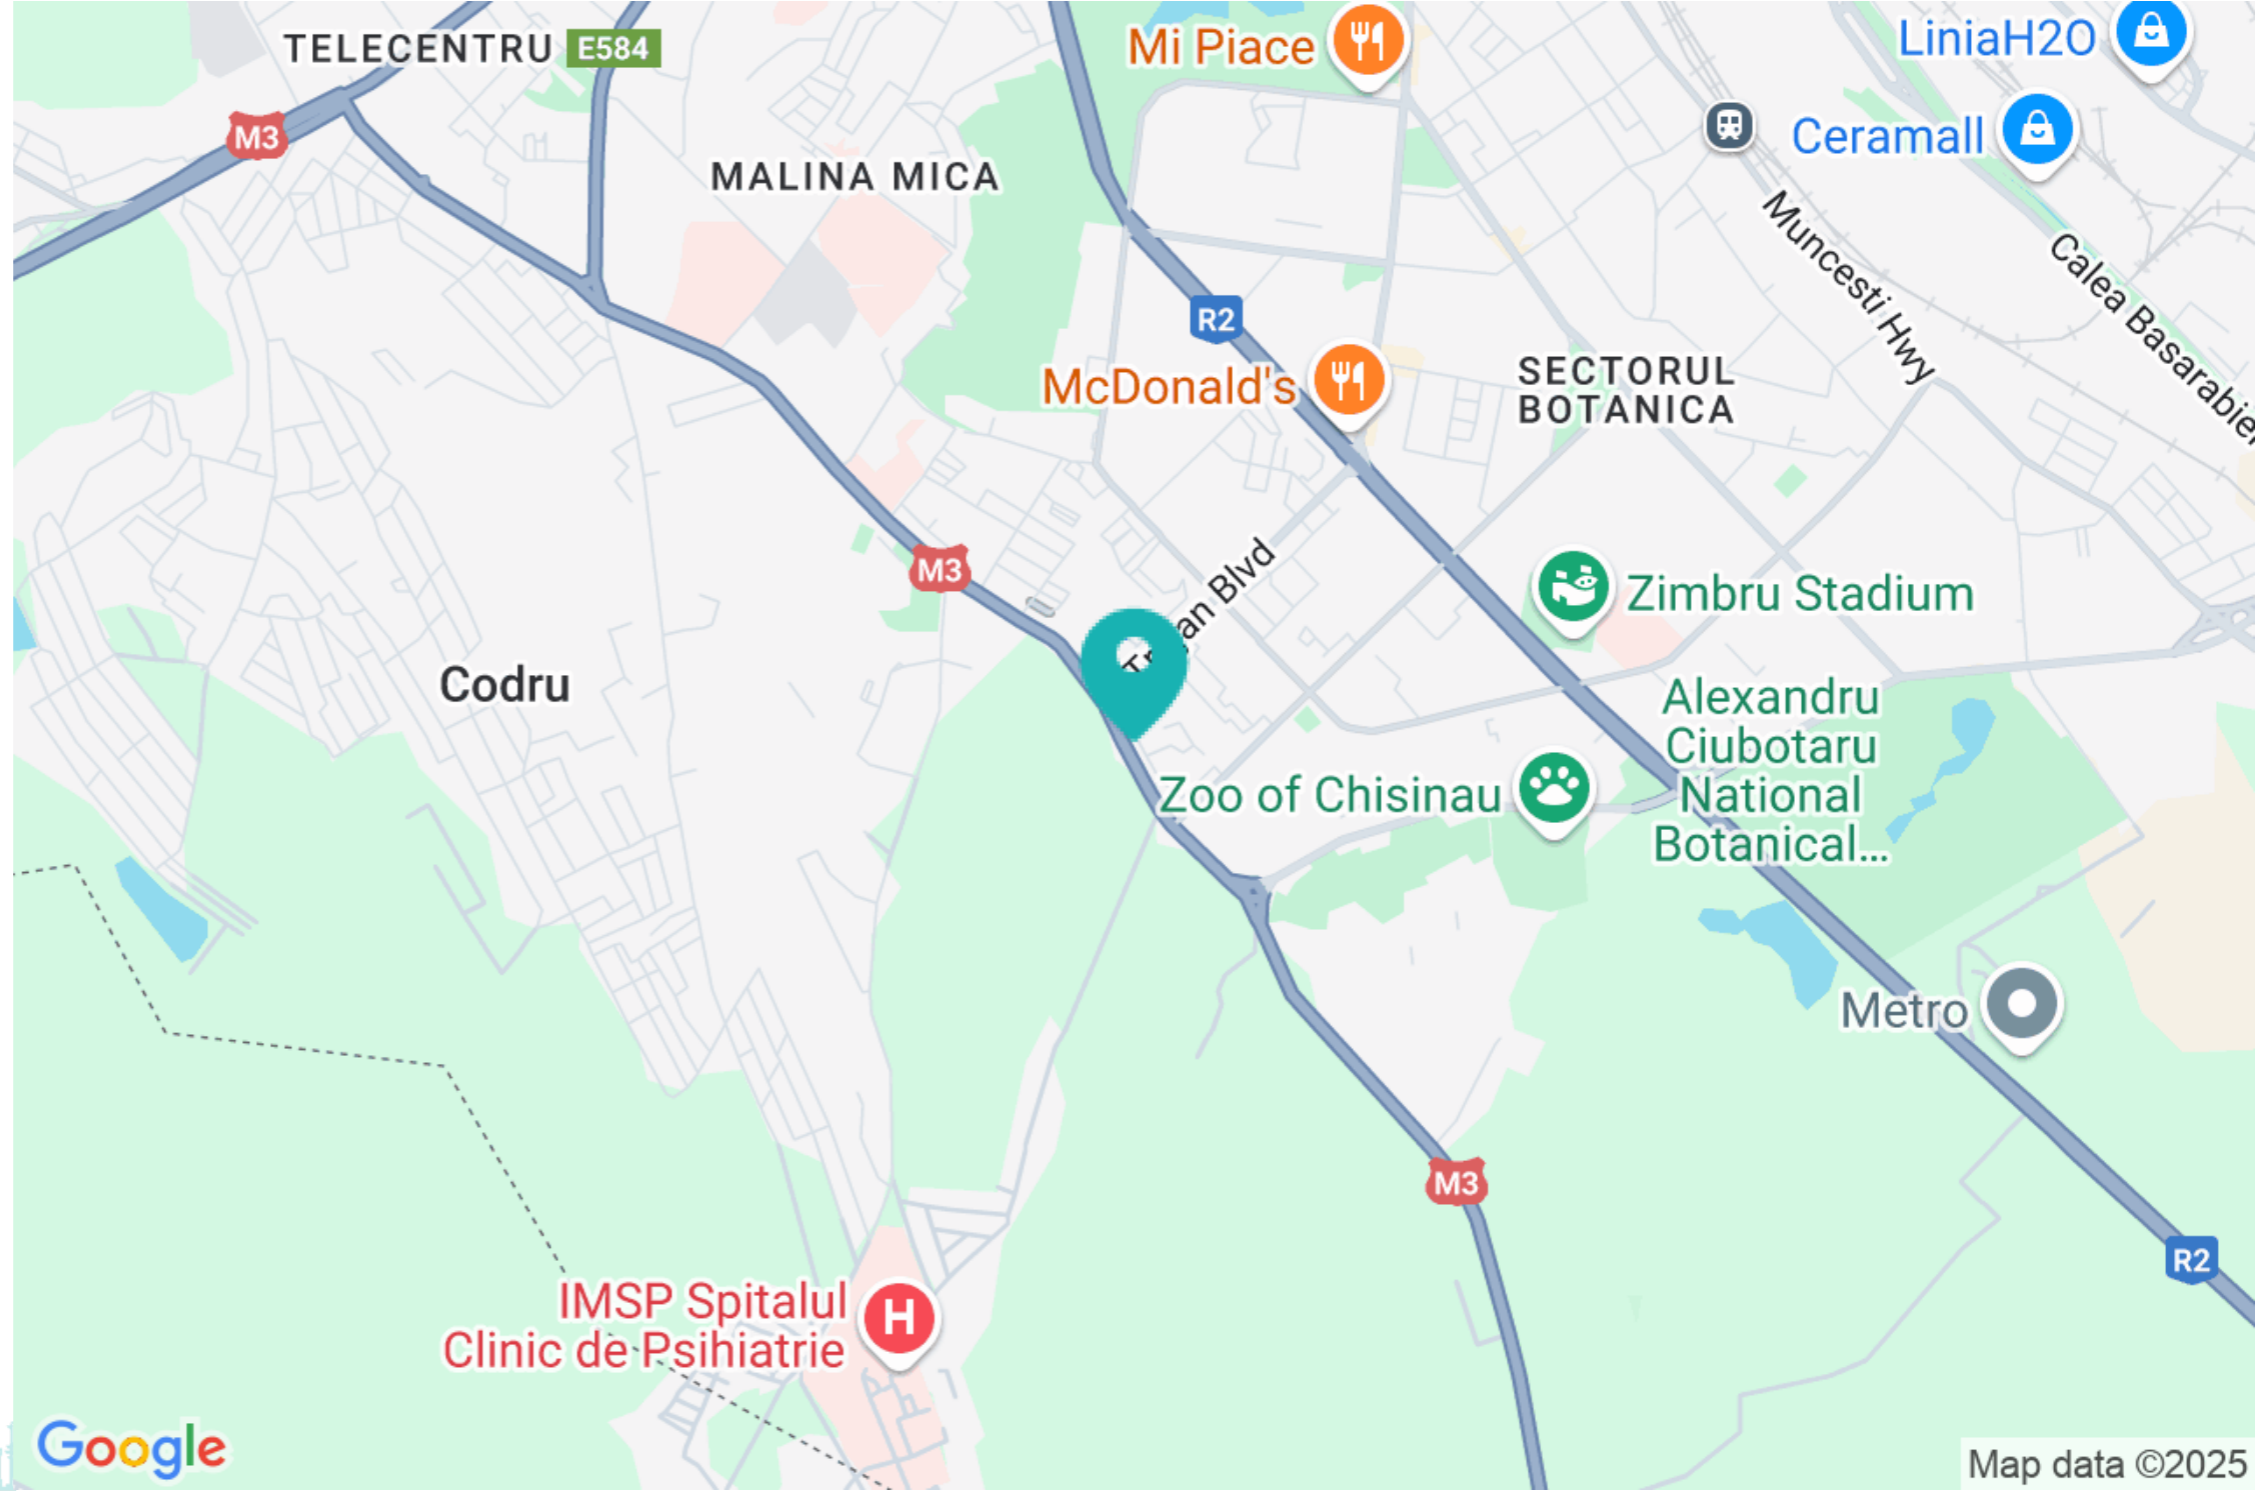 TELECENTRU
E584
Mi Piace
LiniaH2O
M3
Ceramall
MALINA MICA
Muncesti Hwy
R2
McDonald's
SECTORUL
BOTANICA
M3
Blvd
Zimbru Stadium
Codru
Alexandru
Ciubotaru
National
Botanical...
Zoo of Chisinau
Metro
M3
R2
IMSP Spitalul
Clinic de Psihiatrie
H
Google
Calea
Map data ©2025